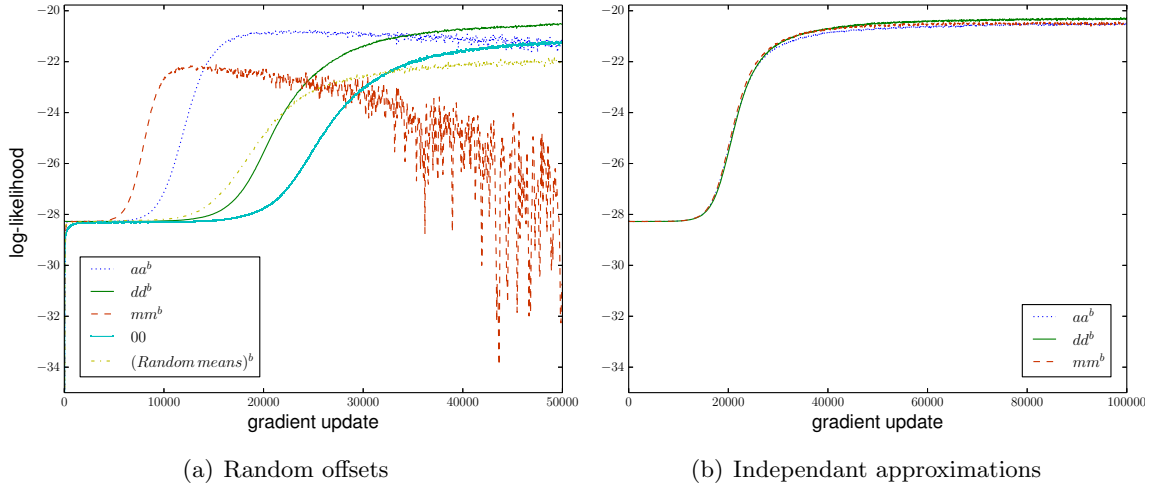 −20
−22
−24
−26
−28
−30
−32
−34
log-likelihood
aa^b
dd^b
mm^b
00
(Random means)^b
0
10000
20000
30000
40000
50000
gradient update
(a) Random offsets
−20
−22
−24
−26
−28
−30
−32
−34
aa^b
dd^b
mm^b
0
20000
40000
60000
80000
100000
gradient update
(b) Independant approximations